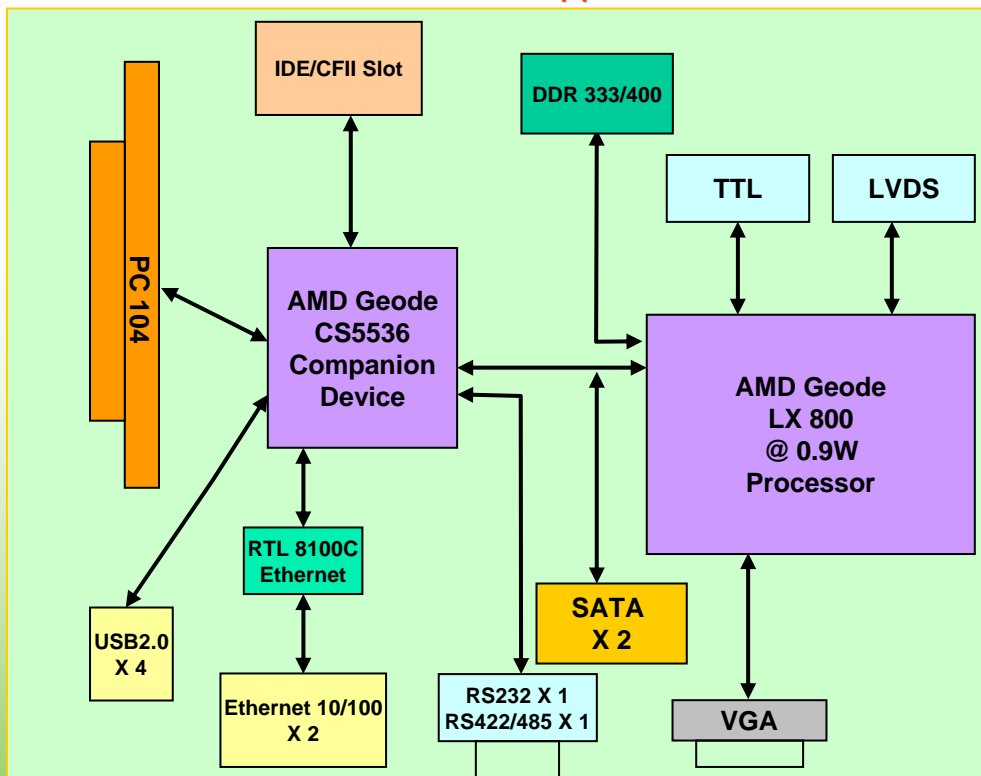 IDE/CFII Slot
DDR 333/400
TTL
LVDS
PC 104
AMD Geode
CS5536
Companion
Device
AMD Geode
LX 800
@ 0.9W
Processor
RTL 8100C
Ethernet
SATA
X 2
USB2.0
X 4
Ethernet 10/100
X 2
RS232 X 1
RS422/485 X 1
VGA